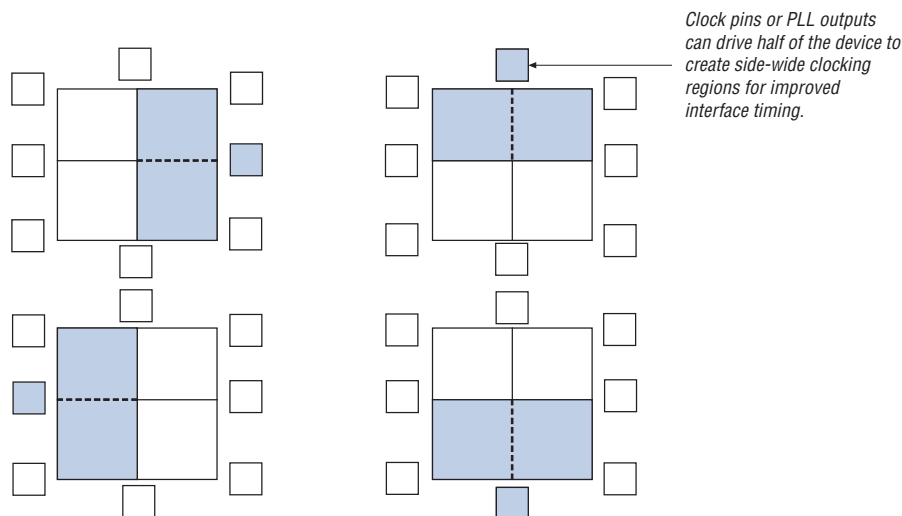 Clock pins or PLL outputs
can drive half of the device to
create side-wide clocking
regions for improved
interface timing.